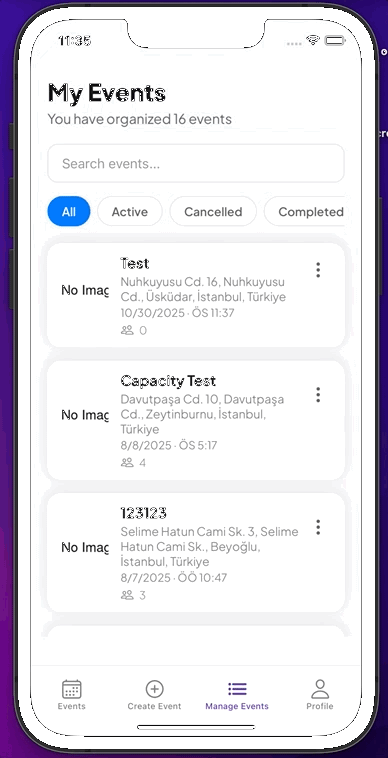 11:35
My Events
You have organized 16 events
Search events...
All
Active
Cancelled
Completed
Test
Nuhkuyusu Cd. 16, Nuhkuyusu
Cd., Üsküdar, İstanbul, Türkiye
10/30/2025 · ÖS 11:37
0
No Imag
Capacity Test
Davutpaşa Cd. 10, Davutpaşa
Cd., Zeytinburnu, İstanbul,
Türkiye
8/8/2025 · ÖS 5:17
4
No Imag
123123
Selime Hatun Cami Sk. 3, Selime
Hatun Cami Sk., Beyoğlu,
İstanbul, Türkiye
8/7/2025 · ÖÖ 10:47
3
No Imag
Events
Create Event
Manage Events
Profile